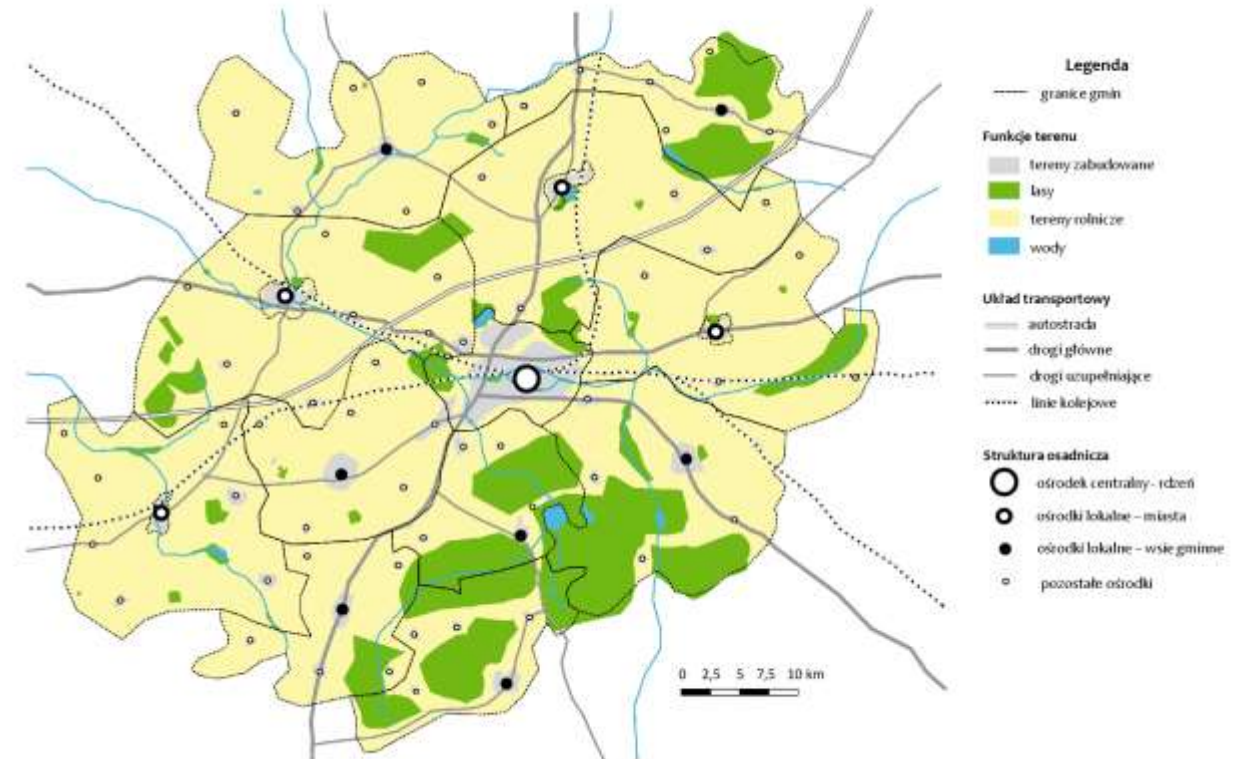 Legenda
granice gmin
Funkcje terenu
tereny zabudowane
lasy
tereny rolnicze
wody
Układ transportowy
autostrada
drogi główne
drogi uzupełniające
linie kolejowe
Struktura osadnicza
ośrodek centralny- rdzeń
ośrodki lokalne – miasta
ośrodki lokalne – wsie gminne
pozostałe ośrodki
0 2,5 5 7,5 10 km